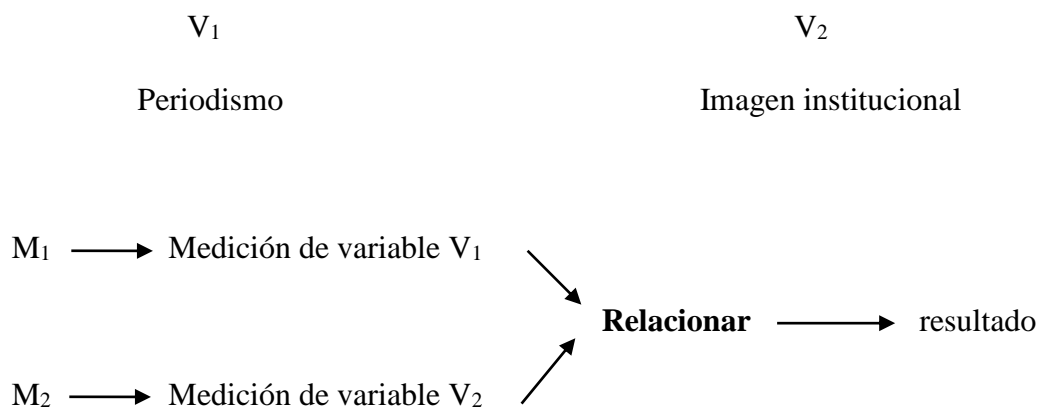 V₁ V₂
Periodismo Imagen institucional
M₁ Medición de variable V₁
Relacionar resultado
M₂ Medición de variable V₂